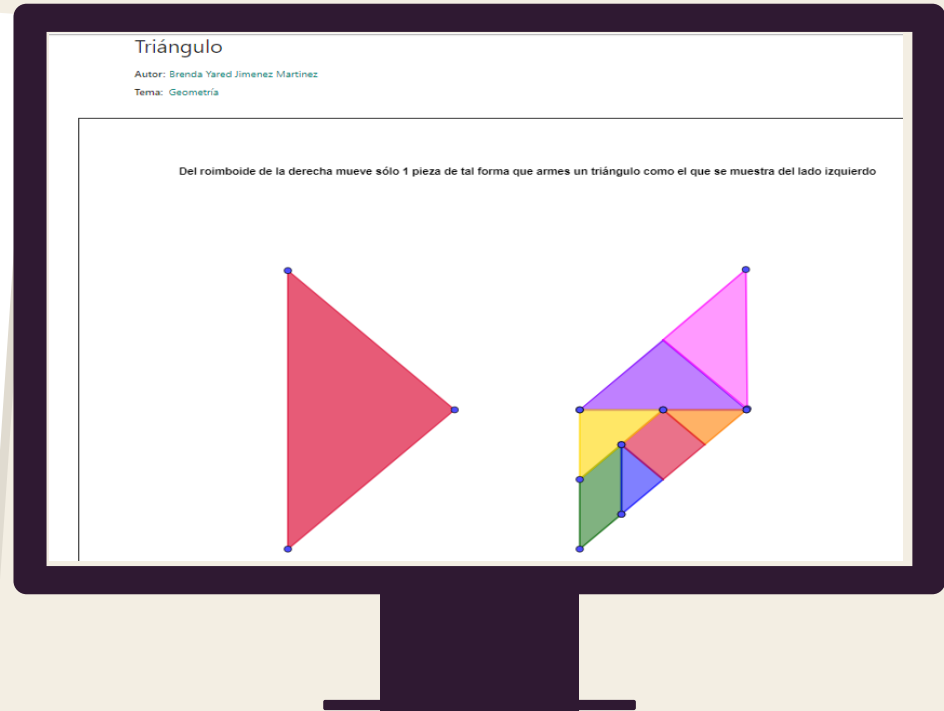 Triángulo
Autor: Brenda Yared Jimenez Martinez
Tema: Geometría
Del roimboide de la derecha mueve sólo 1 pieza de tal forma que armes un triángulo como el que se muestra del lado izquierdo